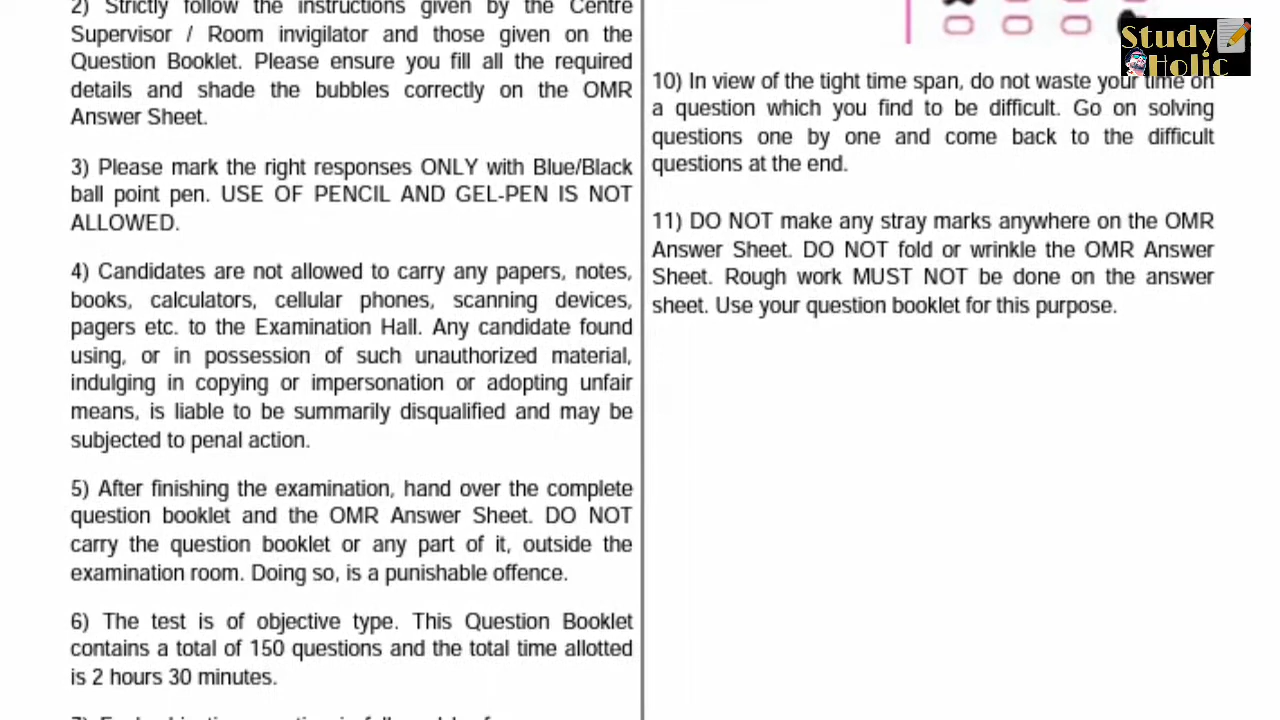 2) Strictly follow the instructions given by the Centre
Supervisor / Room invigilator and those given on the
Question Booklet. Please ensure you fill all the required
details and shade the bubbles correctly on the OMR
Answer Sheet.
3) Please mark the right responses ONLY with Blue/Black
ball point pen. USE OF PENCIL AND GEL-PEN IS NOT
ALLOWED.
4) Candidates are not allowed to carry any papers, notes,
books, calculators, cellular phones, scanning devices,
pagers etc. to the Examination Hall. Any candidate found
using, or in possession of such unauthorized material,
indulging in copying or impersonation or adopting unfair
means, is liable to be summarily disqualified and may be
subjected to penal action.
5) After finishing the examination, hand over the complete
question booklet and the OMR Answer Sheet. DO NOT
carry the question booklet or any part of it, outside the
examination room. Doing so, is a punishable offence.
6) The test is of objective type. This Question Booklet
contains a total of 150 questions and the total time allotted
is 2 hours 30 minutes.
Study
Holic
10) In view of the tight time span, do not waste your time on
a question which you find to be difficult. Go on solving
questions one by one and come back to the difficult
questions at the end.
11) DO NOT make any stray marks anywhere on the OMR
Answer Sheet. DO NOT fold or wrinkle the OMR Answer
Sheet. Rough work MUST NOT be done on the answer
sheet. Use your question booklet for this purpose.